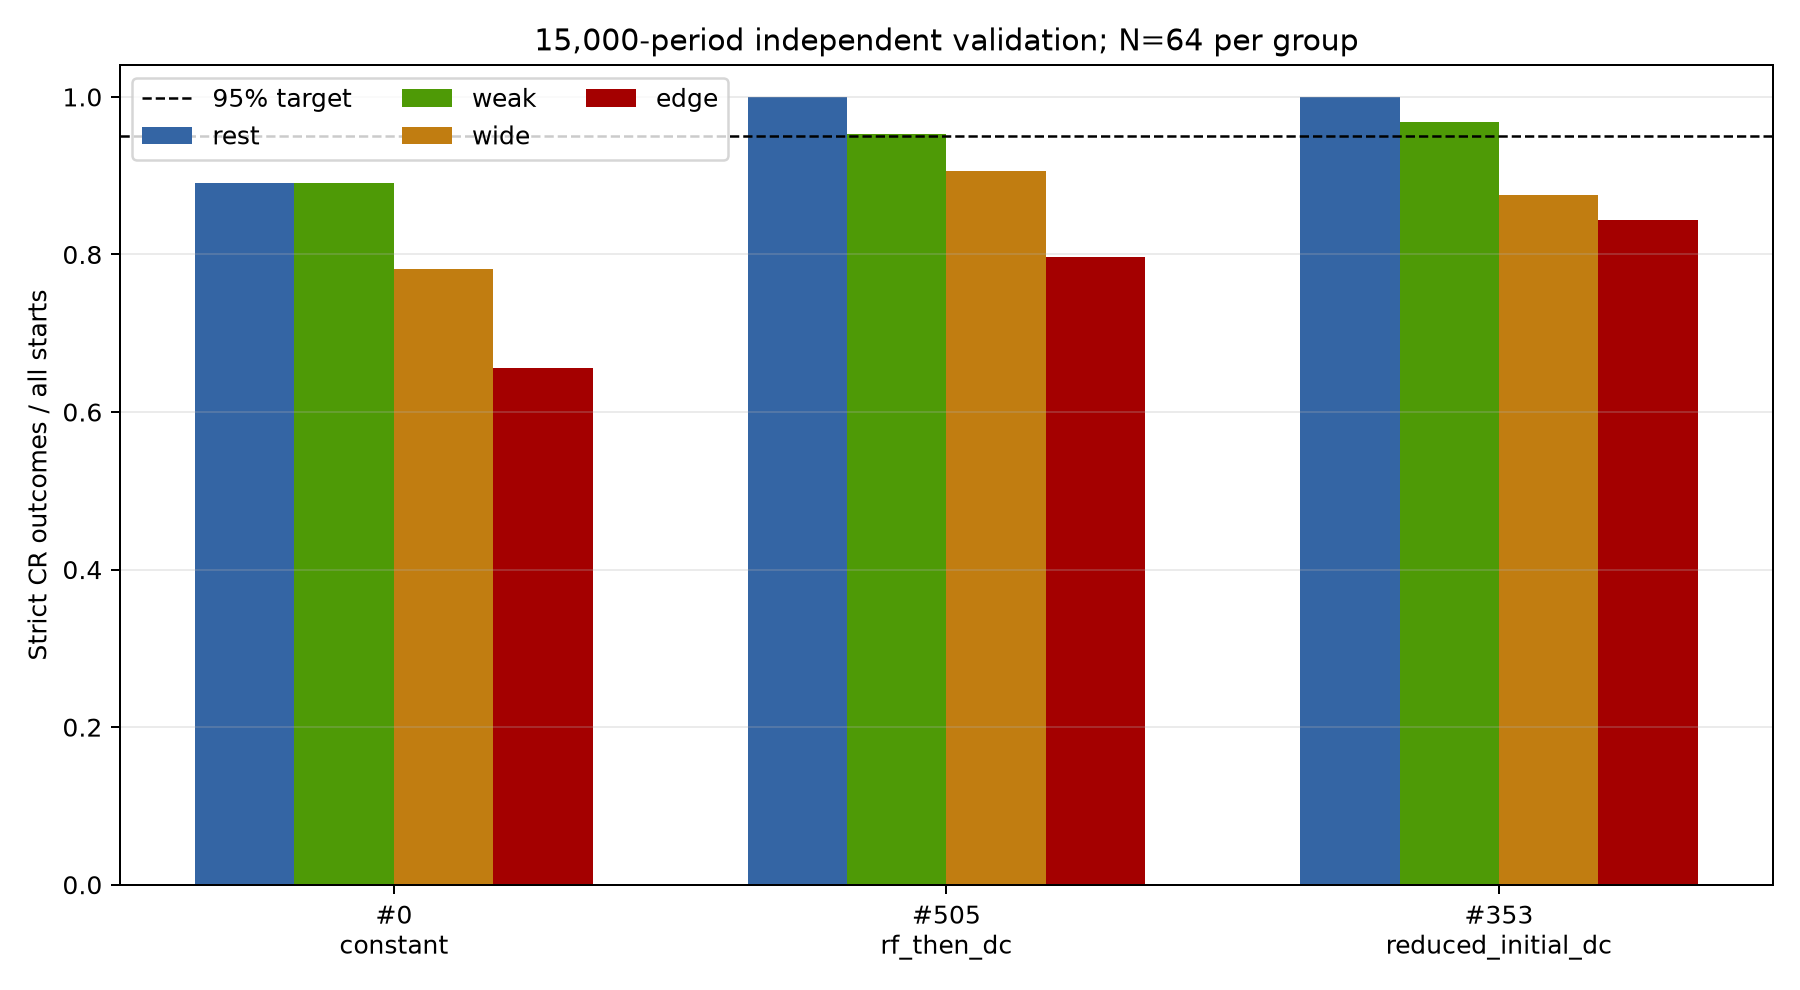 15,000-period independent validation; N=64 per group
95% target
rest
weak
wide
edge
Strict CR outcomes / all starts
1.0
0.8
0.6
0.4
0.2
0.0
#0
constant
#505
rf_then_dc
#353
reduced_initial_dc